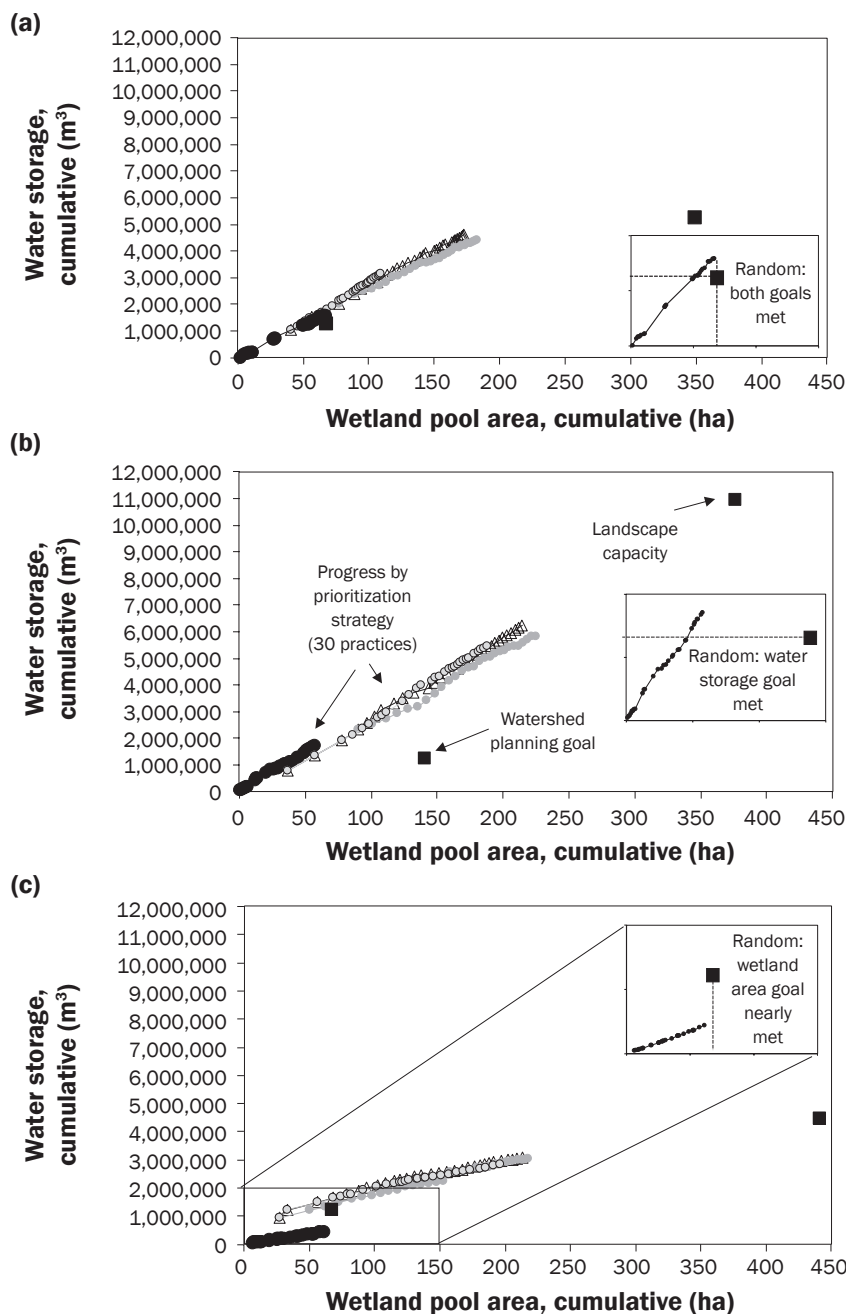 (a)
Water storage,
cumulative (m³)
12,000,000
11,000,000
10,000,000
9,000,000
8,000,000
7,000,000
6,000,000
5,000,000
4,000,000
3,000,000
2,000,000
1,000,000
0
Random:
both goals
met
0 50 100 150 200 250 300 350 400 450
Wetland pool area, cumulative (ha)
(b)
Water storage,
cumulative (m³)
12,000,000
11,000,000
10,000,000
9,000,000
8,000,000
7,000,000
6,000,000
5,000,000
4,000,000
3,000,000
2,000,000
1,000,000
0
Landscape
capacity
Progress by
prioritization
strategy
(30 practices)
Random: water
storage goal
met
Watershed
planning goal
0 50 100 150 200 250 300 350 400 450
Wetland pool area, cumulative (ha)
(c)
Water storage,
cumulative (m³)
12,000,000
11,000,000
10,000,000
9,000,000
8,000,000
7,000,000
6,000,000
5,000,000
4,000,000
3,000,000
2,000,000
1,000,000
0
Random:
wetland
area goal
nearly
met
0 50 100 150 200 250 300 350 400 450
Wetland pool area, cumulative (ha)